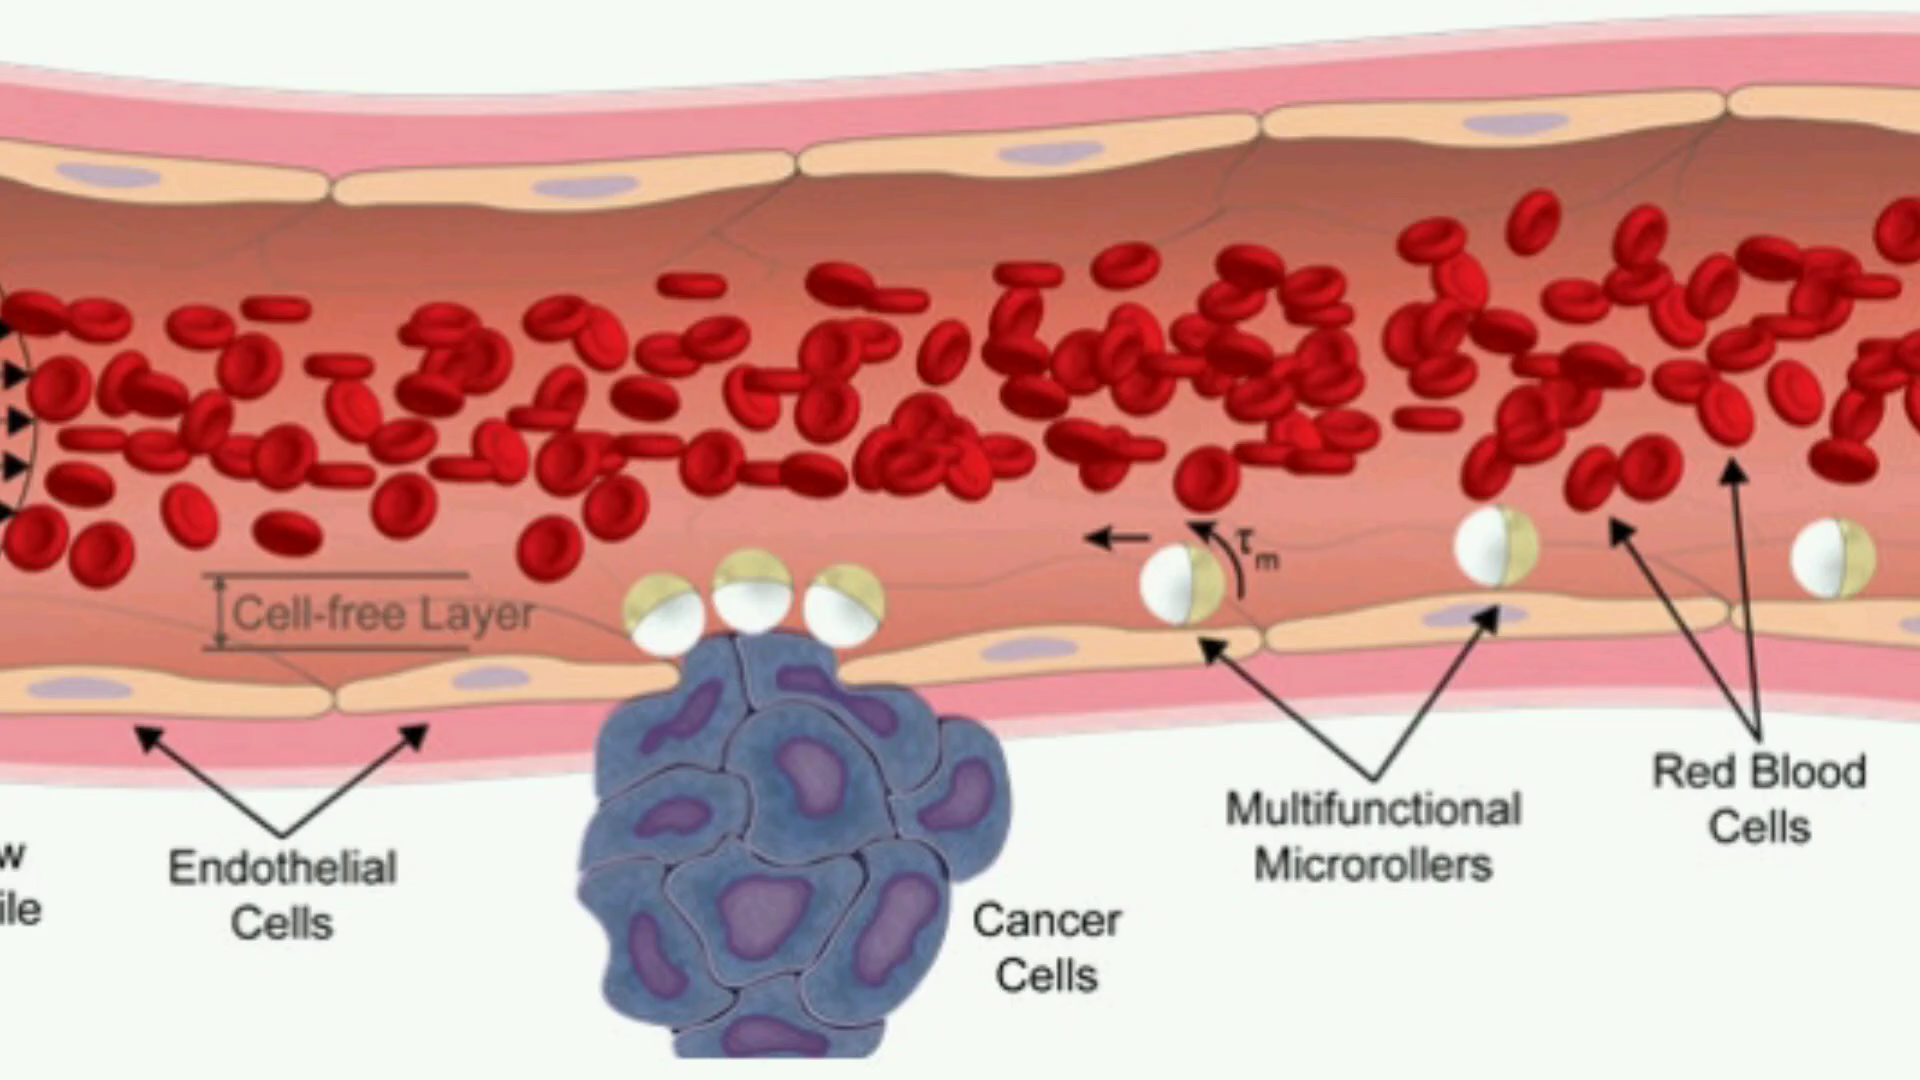 Cell-free Layer
τm
Endothelial
Cells
Cancer
Cells
Multifunctional
Microrollers
Red Blood
Cells